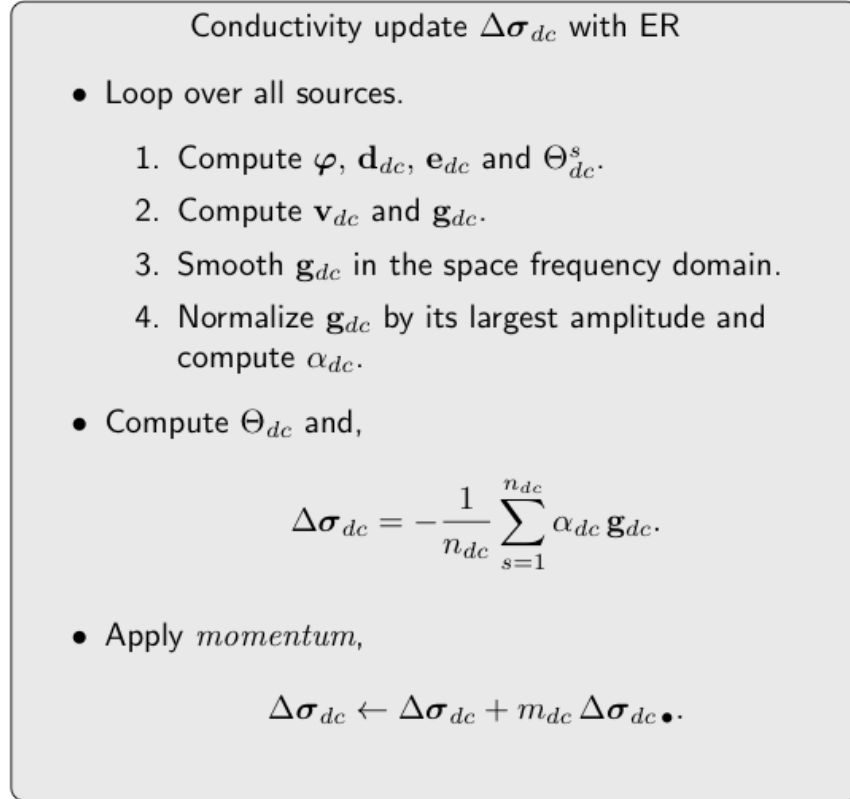 Conductivity update Δσ_dc with ER
• Loop over all sources.
1. Compute φ, d_dc, e_dc and Θ^s_dc.
2. Compute v_dc and g_dc.
3. Smooth g_dc in the space frequency domain.
4. Normalize g_dc by its largest amplitude and
compute α_dc.
• Compute Θ_dc and,
Δσ_dc = −\frac{1}{n_dc} \sum_{s=1}^{n_dc} α_dc g_dc.
• Apply momentum,
Δσ_dc ← Δσ_dc + m_dc Δσ_dc•.